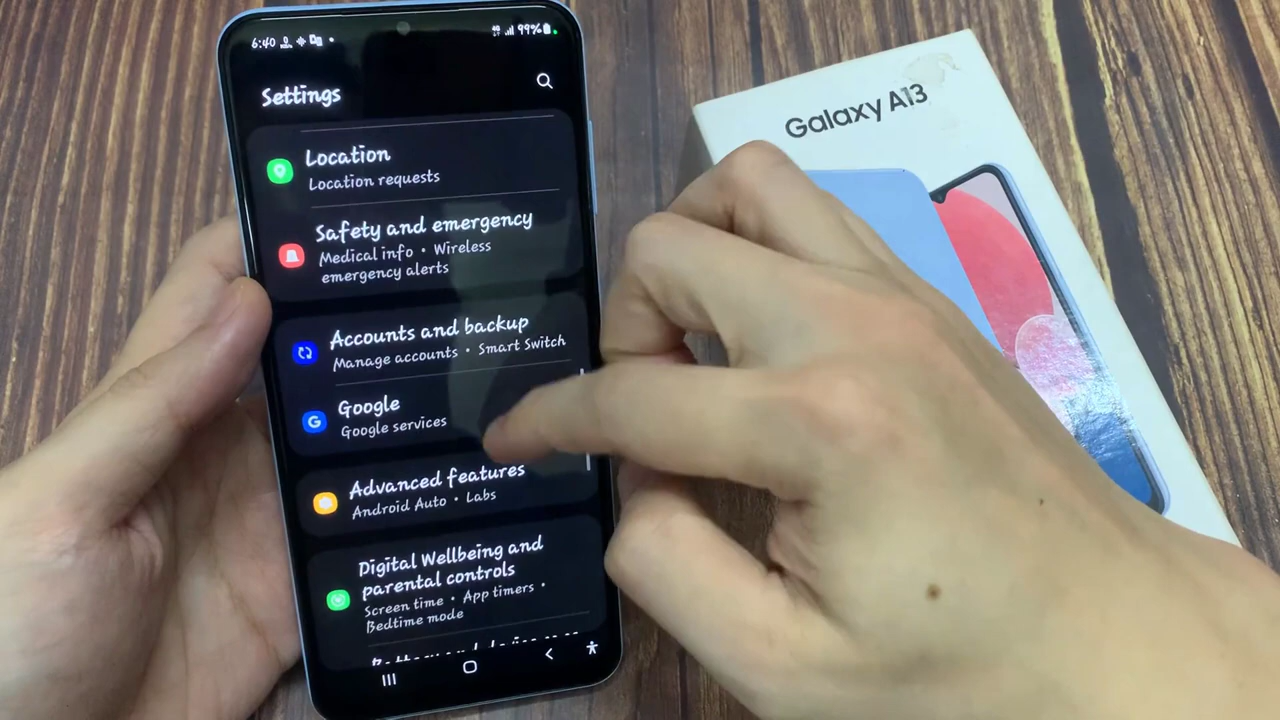 6:40
99%
Settings
Location
Location requests
Safety and emergency
Medical info • Wireless
emergency alerts
Accounts and backup
Manage accounts • Smart Switch
Google
Google services
Advanced features
Android Auto • Labs
Digital Wellbeing and
parental controls
Screen time • App timers •
Bedtime mode
Galaxy A13